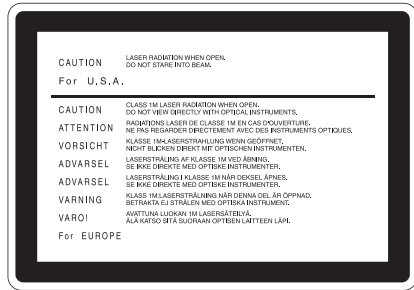 CAUTION LASER RADIATION WHEN OPEN.
DO NOT STARE INTO BEAM.
For U.S.A.
CAUTION CLASS 1M LASER RADIATION WHEN OPEN.
DO NOT VIEW DIRECTLY WITH OPTICAL INSTRUMENTS.
ATTENTION RADIATIONS LASER DE CLASSE 1M EN CAS D'OUVERTURE.
NE PAS REGARDER DIRECTEMENT AVEC DES INSTRUMENTS OPTIQUES.
VORSICHT KLASSE 1M-LASERSTRAHLUNG WENN GEÖFFNET.
NICHT BLICKEN DIREKT MIT OPTISCHEN INSTRUMENTEN.
ADVARSEL LASERSTRÅLING AF KLASSE 1M VED ÅBNING.
SE IKKE DIREKTE MED OPTISKE INSTRUMENTER.
ADVARSEL LASERSTRÅLING I KLASSE 1M NÅR DEKSEL ÅPNES.
SE IKKE DIREKTE MED OPTISKE INSTRUMENTER.
VARNING KLASS 1M LASERSTRÅLNING NÄR DENNA DEL ÄR ÖPPNAD.
BETRAKTA EJ STRÅLEN MED OPTISKA INSTRUMENT.
VARO! AVATTUNA LUOKAN 1M LASERSÄTEILYÄ.
ÄLÄ KATSO SITÄ SUORAAN OPTISEN LAITTEEN LÄPI.
For EUROPE